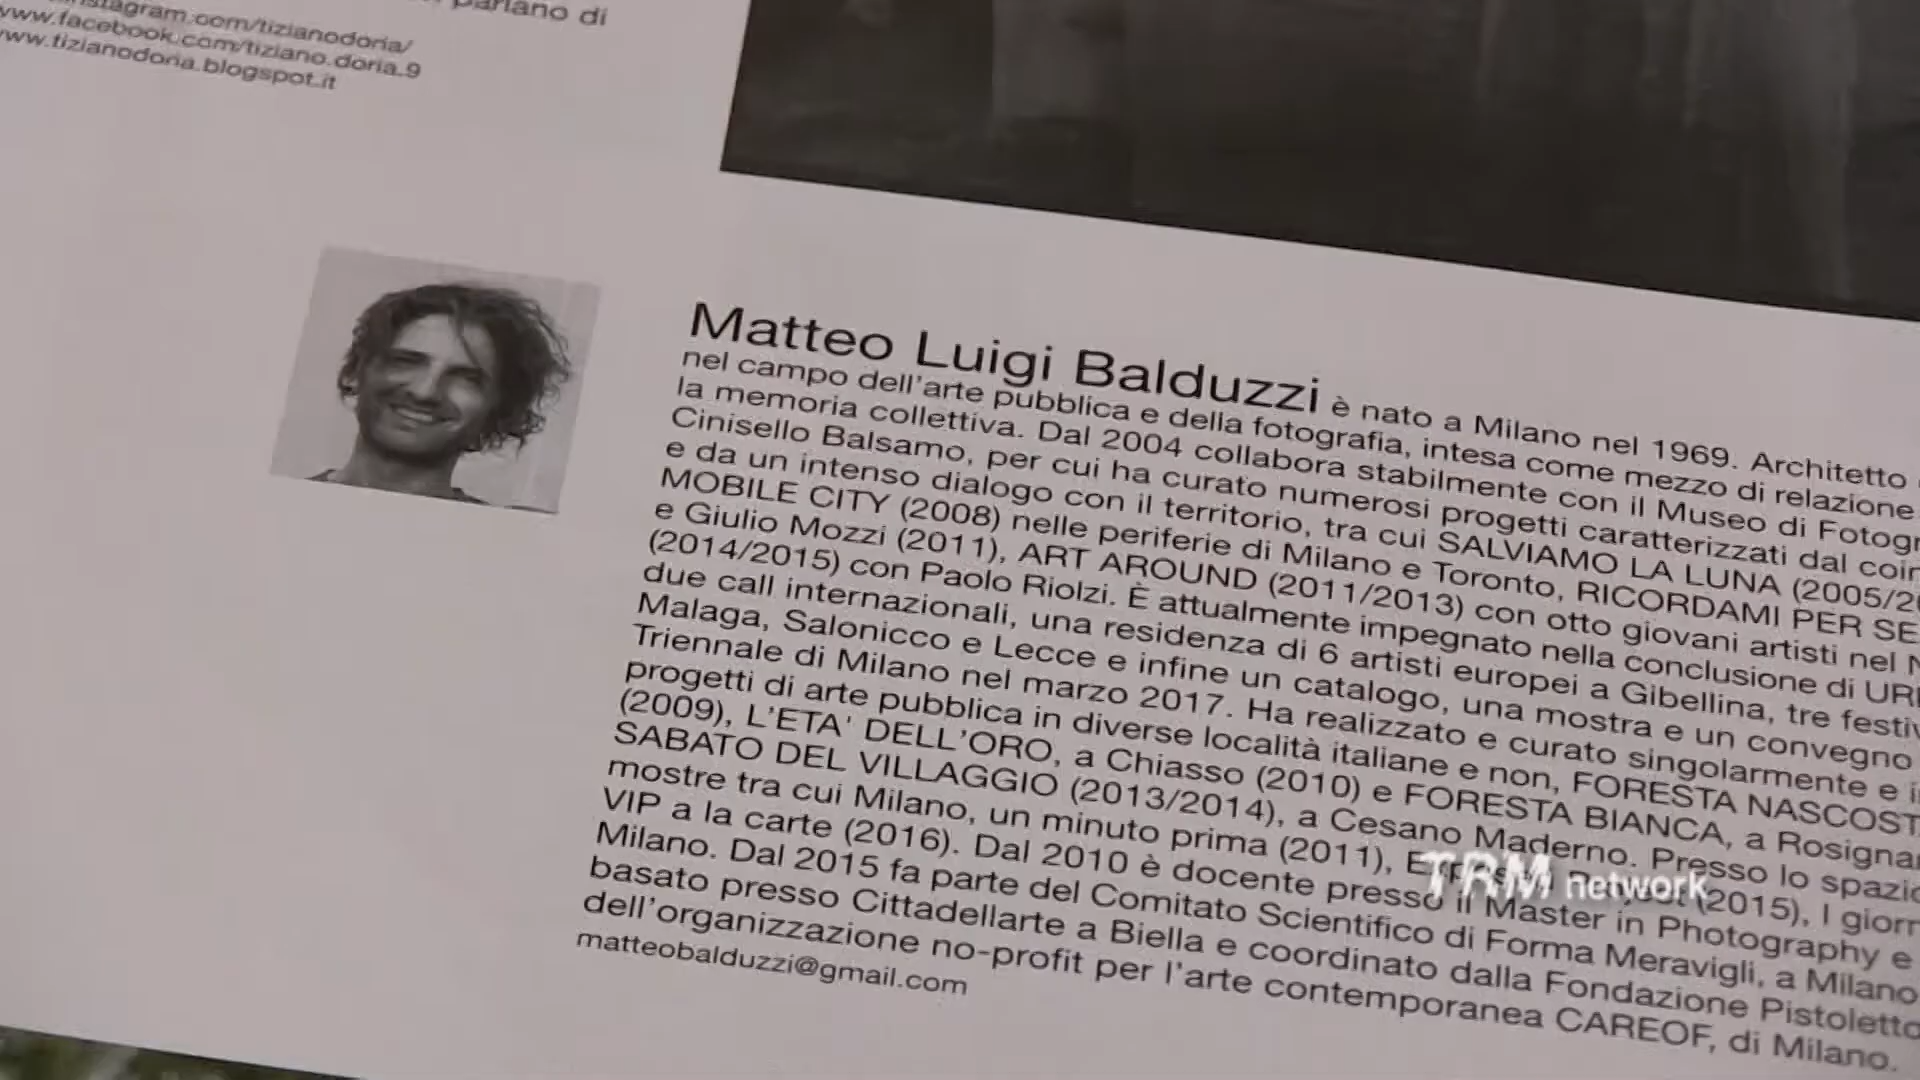 parlano di
instagram.com/tizianodoria/
www.facebook.com/tiziano.doria.9
www.tizianodoria.blogspot.it
Matteo Luigi Balduzzi è nato a Milano nel 1969. Architetto
nel campo dell'arte pubblica e della fotografia, intesa come mezzo di relazione
la memoria collettiva. Dal 2004 collabora stabilmente con il Museo di
Cinisello Balsamo, per cui ha curato numerosi progetti caratterizzati dal
e da un intenso dialogo con il territorio, tra cui SALVIAMO LA LUNA
MOBILE CITY (2008) nelle periferie di Milano e Toronto, RICORDAMI PER
e Giulio Mozzi (2011), ART AROUND (2011/2013) con otto giovani artisti nel
(2014/2015) con Paolo Riolzi. È attualmente impegnato nella conclusione di
due call internazionali, una residenza di 6 artisti europei a Gibellina, tre
Malaga, Salonicco e Lecce e infine un catalogo, una mostra e un convegno
Triennale di Milano nel marzo 2017. Ha realizzato e curato singolarmente e
progetti di arte pubblica in diverse località italiane e non, FORESTA
(2009), L'ETA' DELL'ORO, a Chiasso (2010) e FORESTA BIANCA, a
SABATO DEL VILLAGGIO (2013/2014), a Cesano Maderno. Presso lo
mostre tra cui Milano, un minuto prima (2011), (2015), I
VIP a la carte (2016). Dal 2010 è docente presso il Master in Photography e
Milano. Dal 2015 fa parte del Comitato Scientifico di Forma Meravigli, a Milano
basato presso Cittadellarte a Biella e coordinato dalla Fondazione Pistoletto
dell'organizzazione no-profit per l'arte contemporanea CAREOF, di Milano.
matteobalduzzi@gmail.com
TRM network